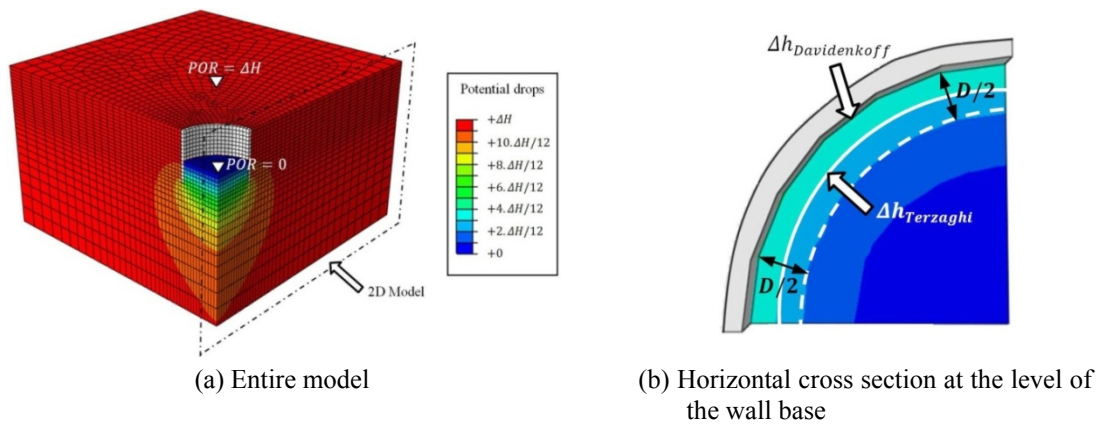 (a) Entire model
POR = ΔH
POR = 0
2D Model
Potential drops
+ΔH
+10.ΔH/12
+8.ΔH/12
+6.ΔH/12
+4.ΔH/12
+2.ΔH/12
+0
Δh_Davidenkoff
D/2
Δh_Terzaghi
D/2
(b) Horizontal cross section at the level of
the wall base